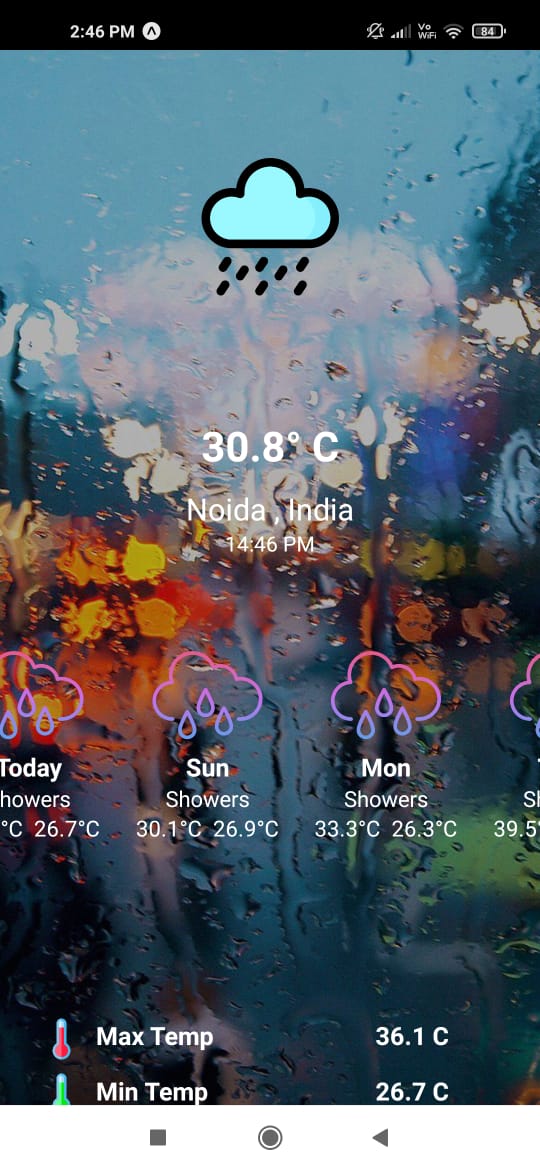 2:46 PM
Vo
WiFi
84
30.8° C
Noida , India
14:46 PM
Today Sun Mon
howers Showers Showers Sh
°C 26.7°C 30.1°C 26.9°C 33.3°C 26.3°C 39.5°
Max Temp 36.1 C
Min Temp 26.7 C